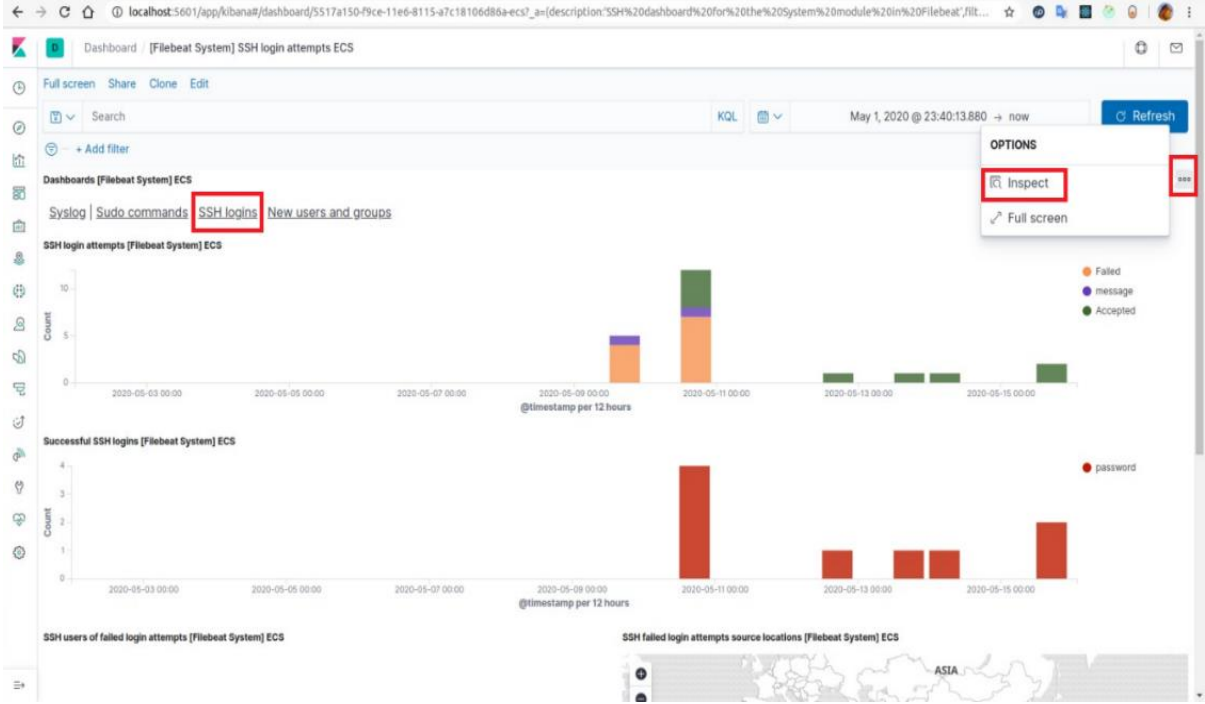 localhost:5601/app/kibana#/dashboard/5517a150-f9ce-11e6-8115-a7c18106d86a-ecs?_a=(description:'SSH%20dashboard%20for%20the%20System%20module%20in%20Filebeat',filt...
D Dashboard / [Filebeat System] SSH login attempts ECS
Full screen Share Clone Edit
Search KQL May 1, 2020 @ 23:40:13.880 → now Refresh
+ Add filter
OPTIONS
Inspect
Full screen
Dashboards [Filebeat System] ECS
Syslog | Sudo commands | SSH logins | New users and groups
SSH login attempts [Filebeat System] ECS
Failed
message
Accepted
10
5
0
Count
2020-05-03 00:00 2020-05-05 00:00 2020-05-07 00:00 2020-05-09 00:00 2020-05-11 00:00 2020-05-13 00:00 2020-05-15 00:00
@timestamp per 12 hours
Successful SSH logins [Filebeat System] ECS
password
4
3
2
1
0
Count
2020-05-03 00:00 2020-05-05 00:00 2020-05-07 00:00 2020-05-09 00:00 2020-05-11 00:00 2020-05-13 00:00 2020-05-15 00:00
@timestamp per 12 hours
SSH users of failed login attempts [Filebeat System] ECS
SSH failed login attempts source locations [Filebeat System] ECS
ASIA